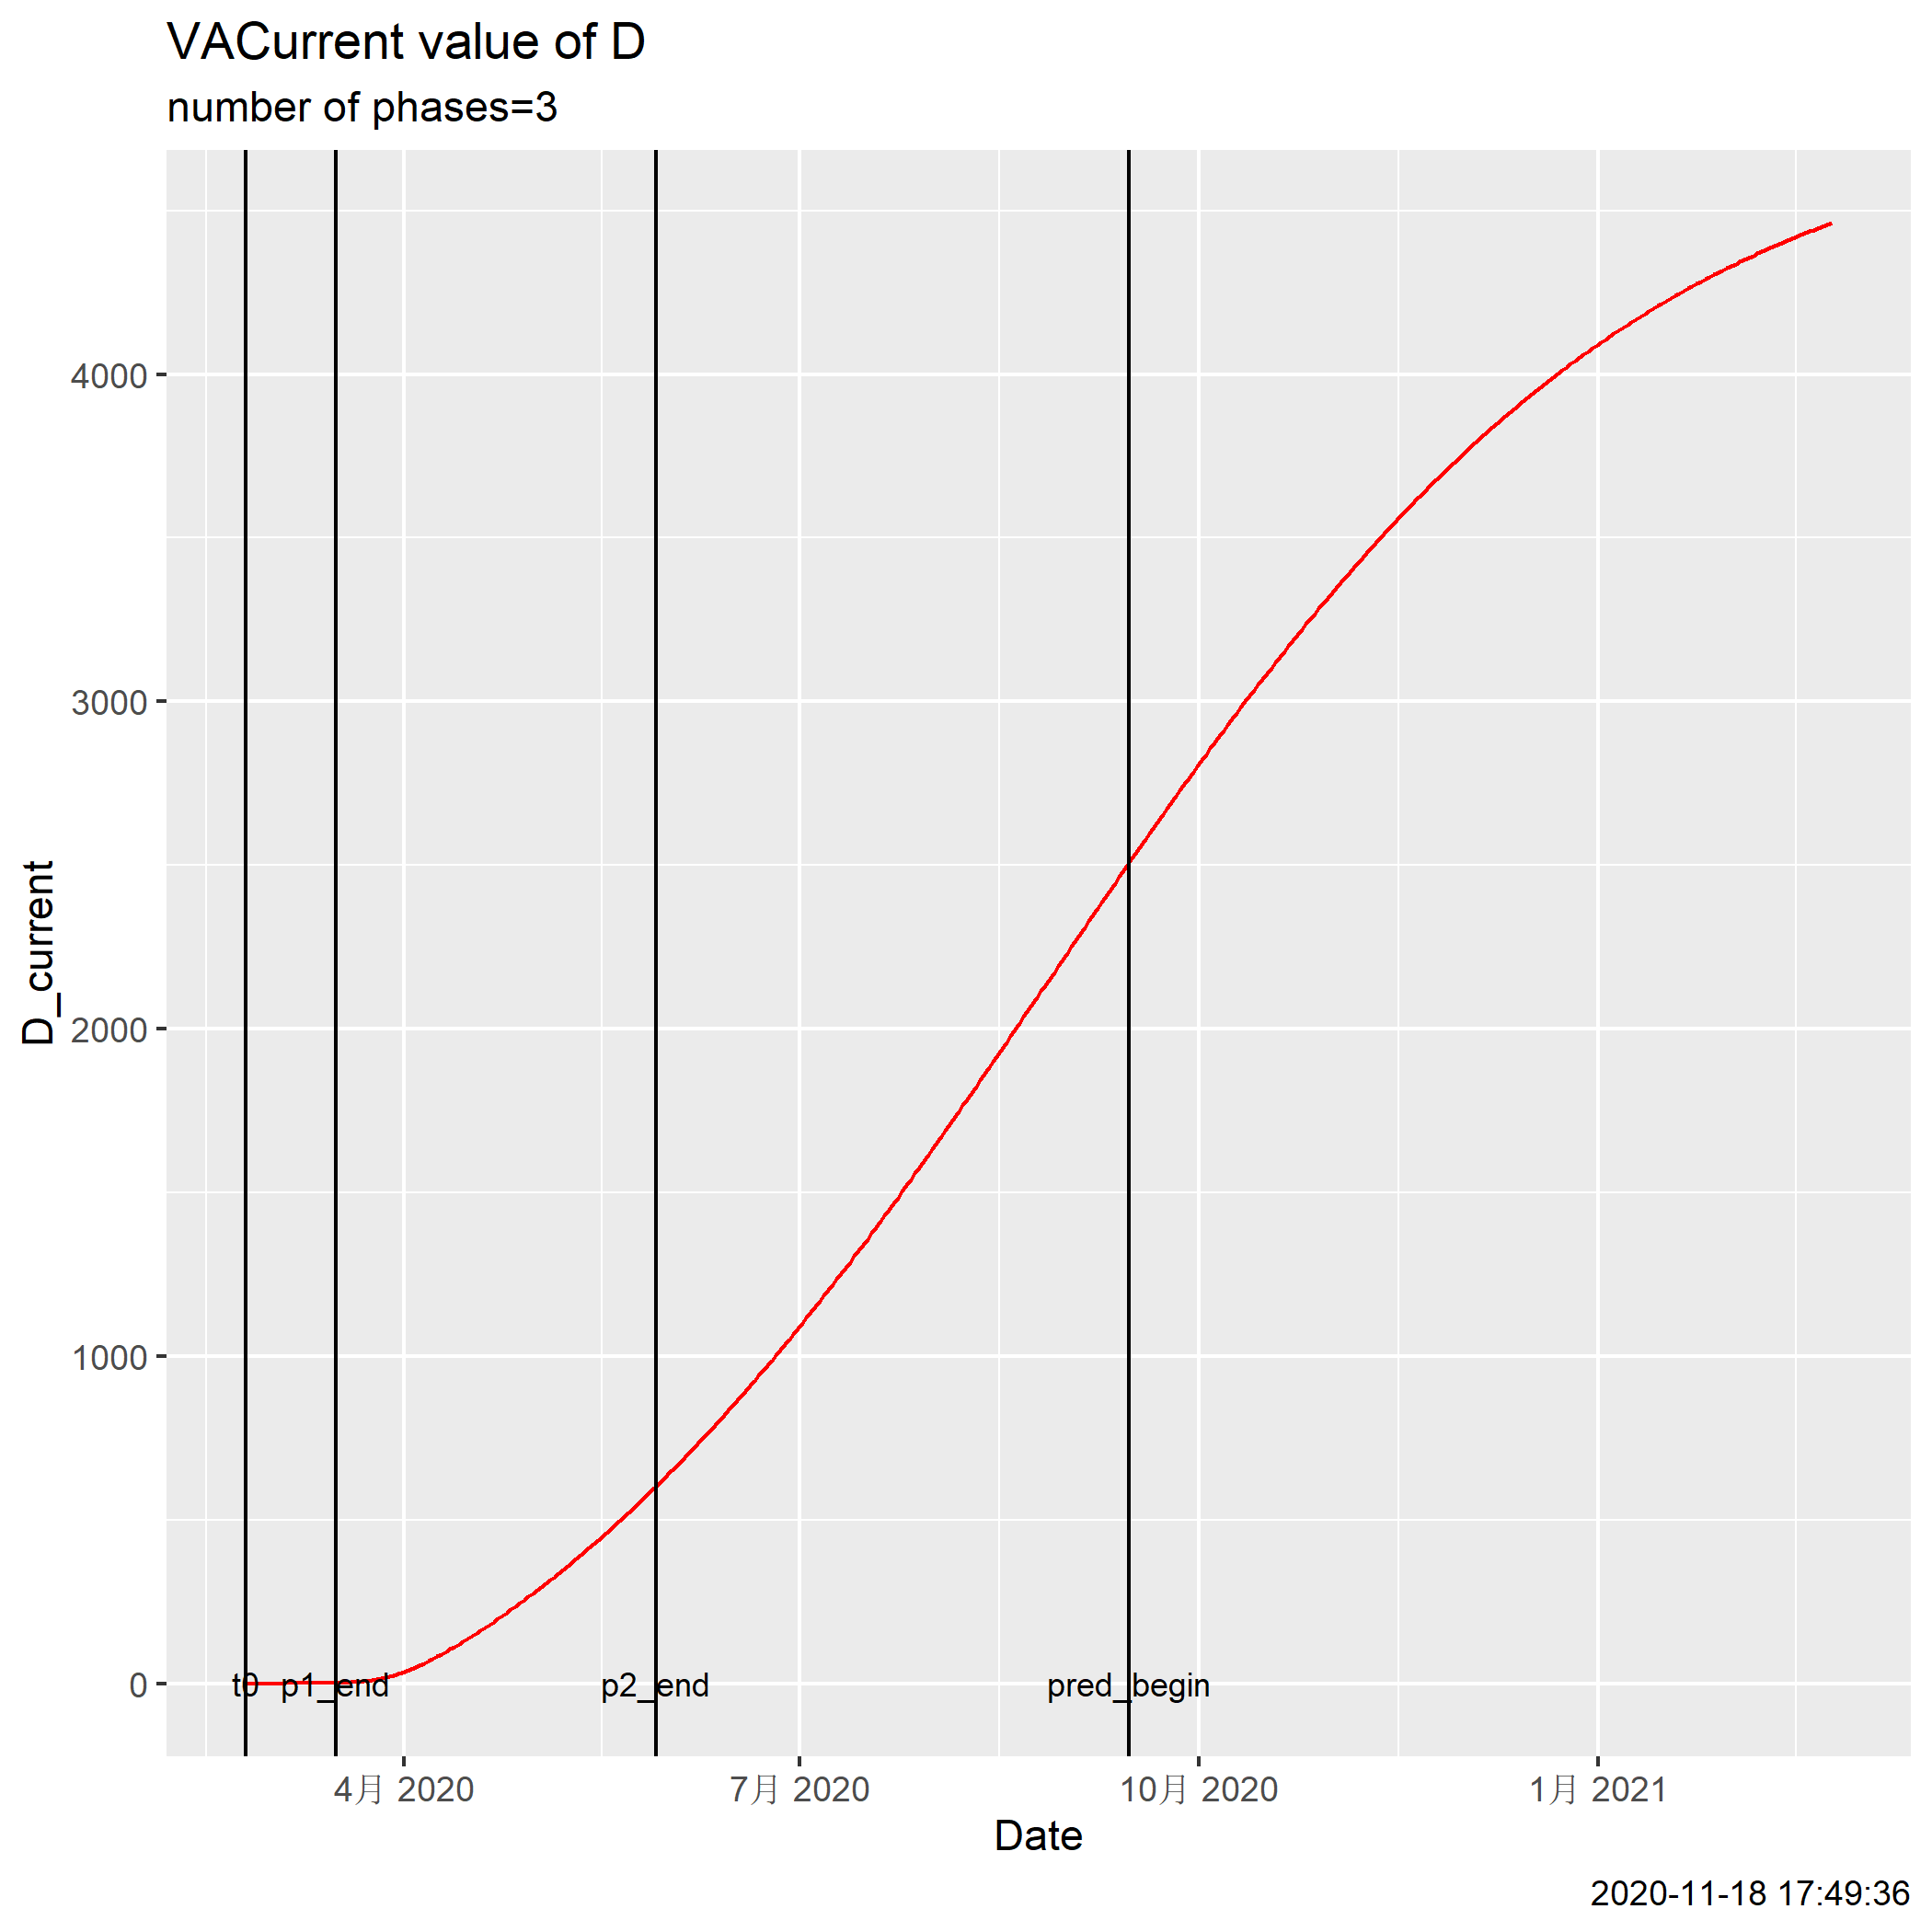 VACurrent value of D
number of phases=3
D_current
4000
3000
2000
1000
0
t0 p1_end p2_end pred_begin
4月 2020 7月 2020 10月 2020 1月 2021
Date
2020-11-18 17:49:36